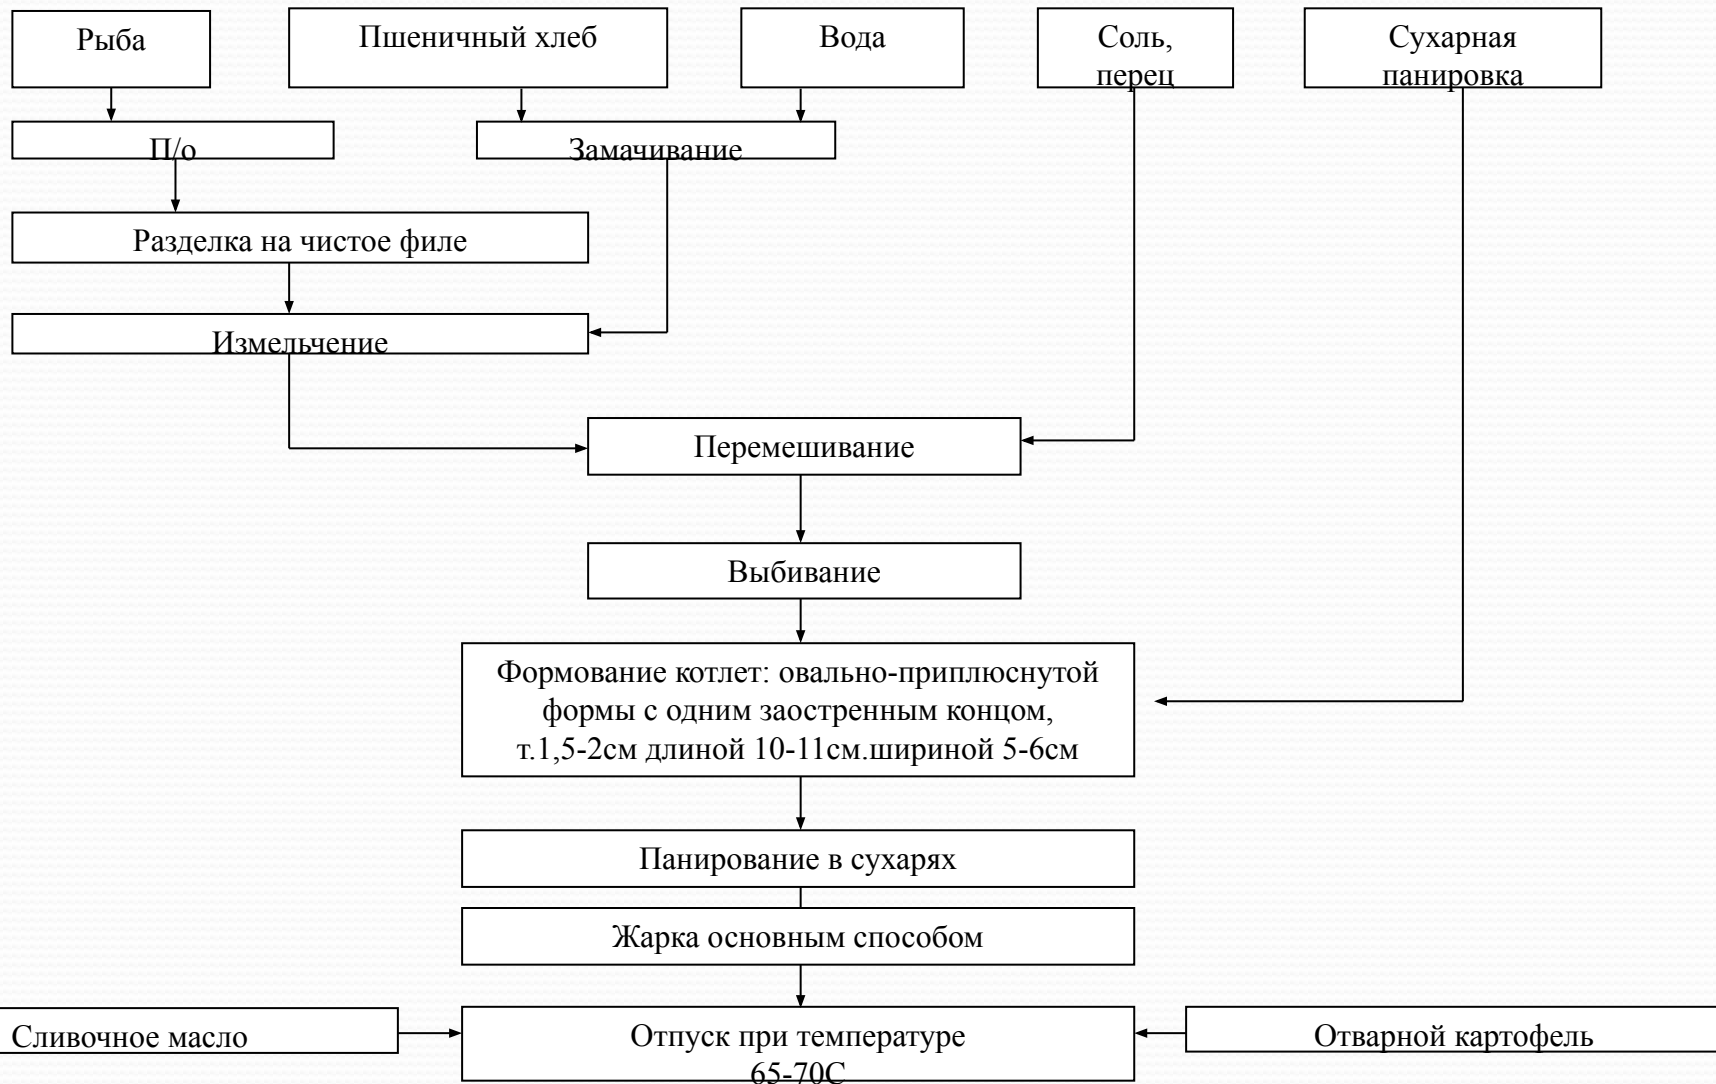 Рыба
Пшеничный хлеб
Вода
Соль,
перец
Сухарная
панировка
П/о
Замачивание
Разделка на чистое филе
Измельчение
Перемешивание
Выбивание
Формование котлет: овально-приплюснутой
формы с одним заостренным концом,
т.1,5-2см длиной 10-11см.шириной 5-6см
Панирование в сухарях
Жарка основным способом
Сливочное масло
Отпуск при температуре
65-70С
Отварной картофель